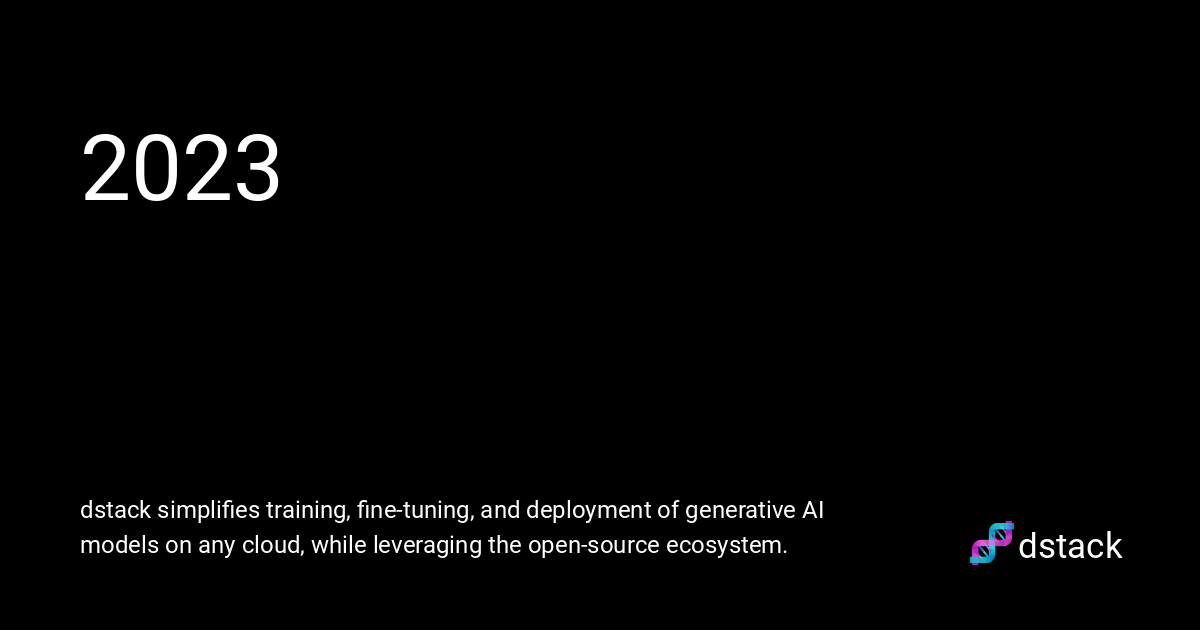 2023
dstack simplifies training, fine-tuning, and deployment of generative AI
models on any cloud, while leveraging the open-source ecosystem.
dstack